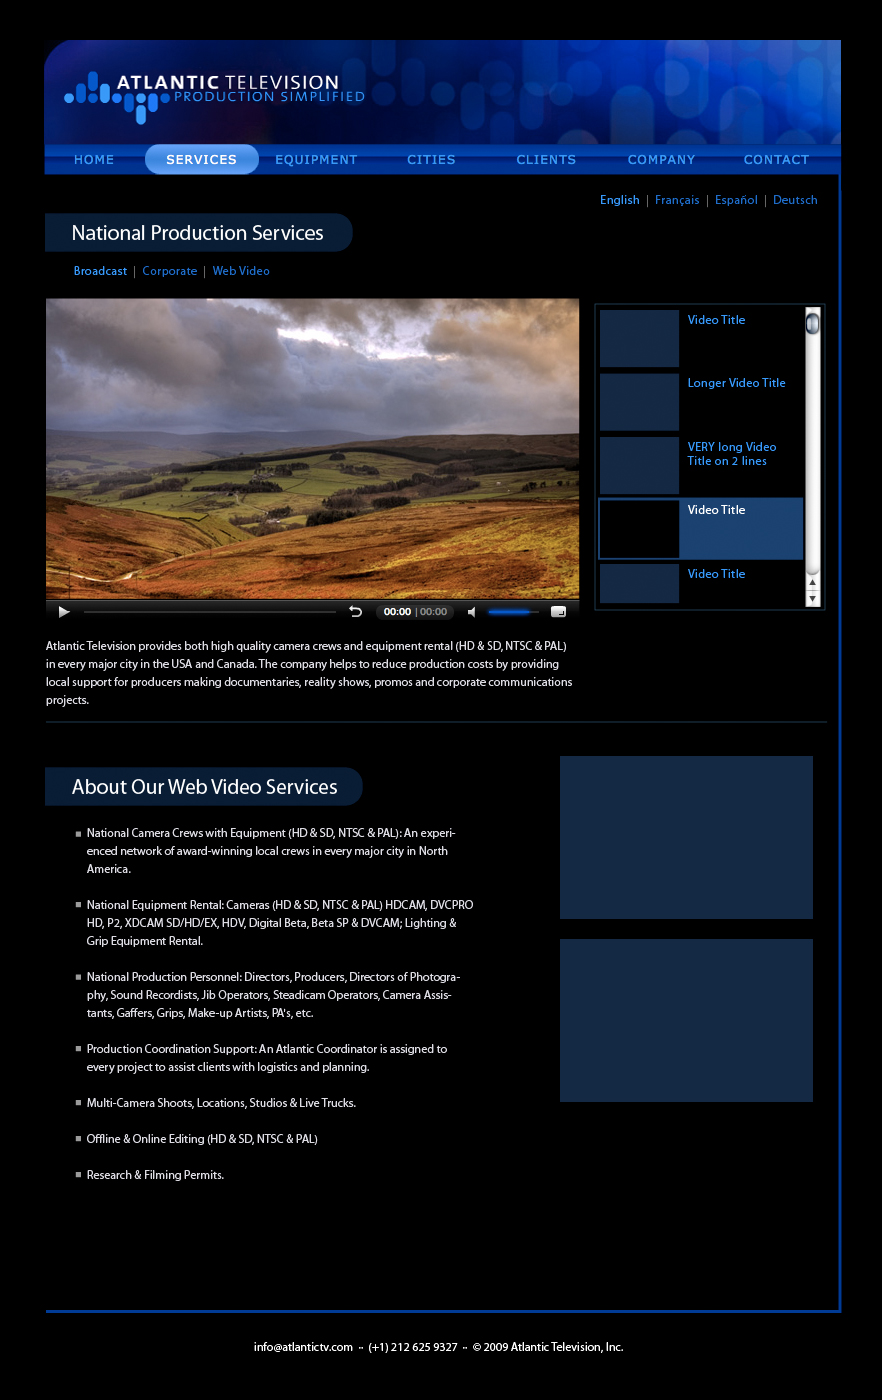 ATLANTIC TELEVISION
PRODUCTION SIMPLIFIED
HOME SERVICES EQUIPMENT CITIES CLIENTS COMPANY CONTACT
English | Français | Español | Deutsch
National Production Services
Broadcast | Corporate | Web Video
Video Title
Longer Video Title
VERY long Video
Title on 2 lines
Video Title
Video Title
00:00 | 00:00
Atlantic Television provides both high quality camera crews and equipment rental (HD & SD, NTSC & PAL)
in every major city in the USA and Canada. The company helps to reduce production costs by providing
local support for producers making documentaries, reality shows, promos and corporate communications
projects.
About Our Web Video Services
National Camera Crews with Equipment (HD & SD, NTSC & PAL): An experi-
enced network of award-winning local crews in every major city in North
America.
National Equipment Rental: Cameras (HD & SD, NTSC & PAL) HDCAM, DVCPRO
HD, P2, XDCAM SD/HD/EX, HDV, Digital Beta, Beta SP & DVCAM; Lighting &
Grip Equipment Rental.
National Production Personnel: Directors, Producers, Directors of Photogra-
phy, Sound Recordists, Jib Operators, Steadicam Operators, Camera Assis-
tants, Gaffers, Grips, Make-up Artists, PA's, etc.
Production Coordination Support: An Atlantic Coordinator is assigned to
every project to assist clients with logistics and planning.
Multi-Camera Shoots, Locations, Studios & Live Trucks.
Offline & Online Editing (HD & SD, NTSC & PAL)
Research & Filming Permits.
info@atlantictv.com -- (+1) 212 625 9327 -- © 2009 Atlantic Television, Inc.